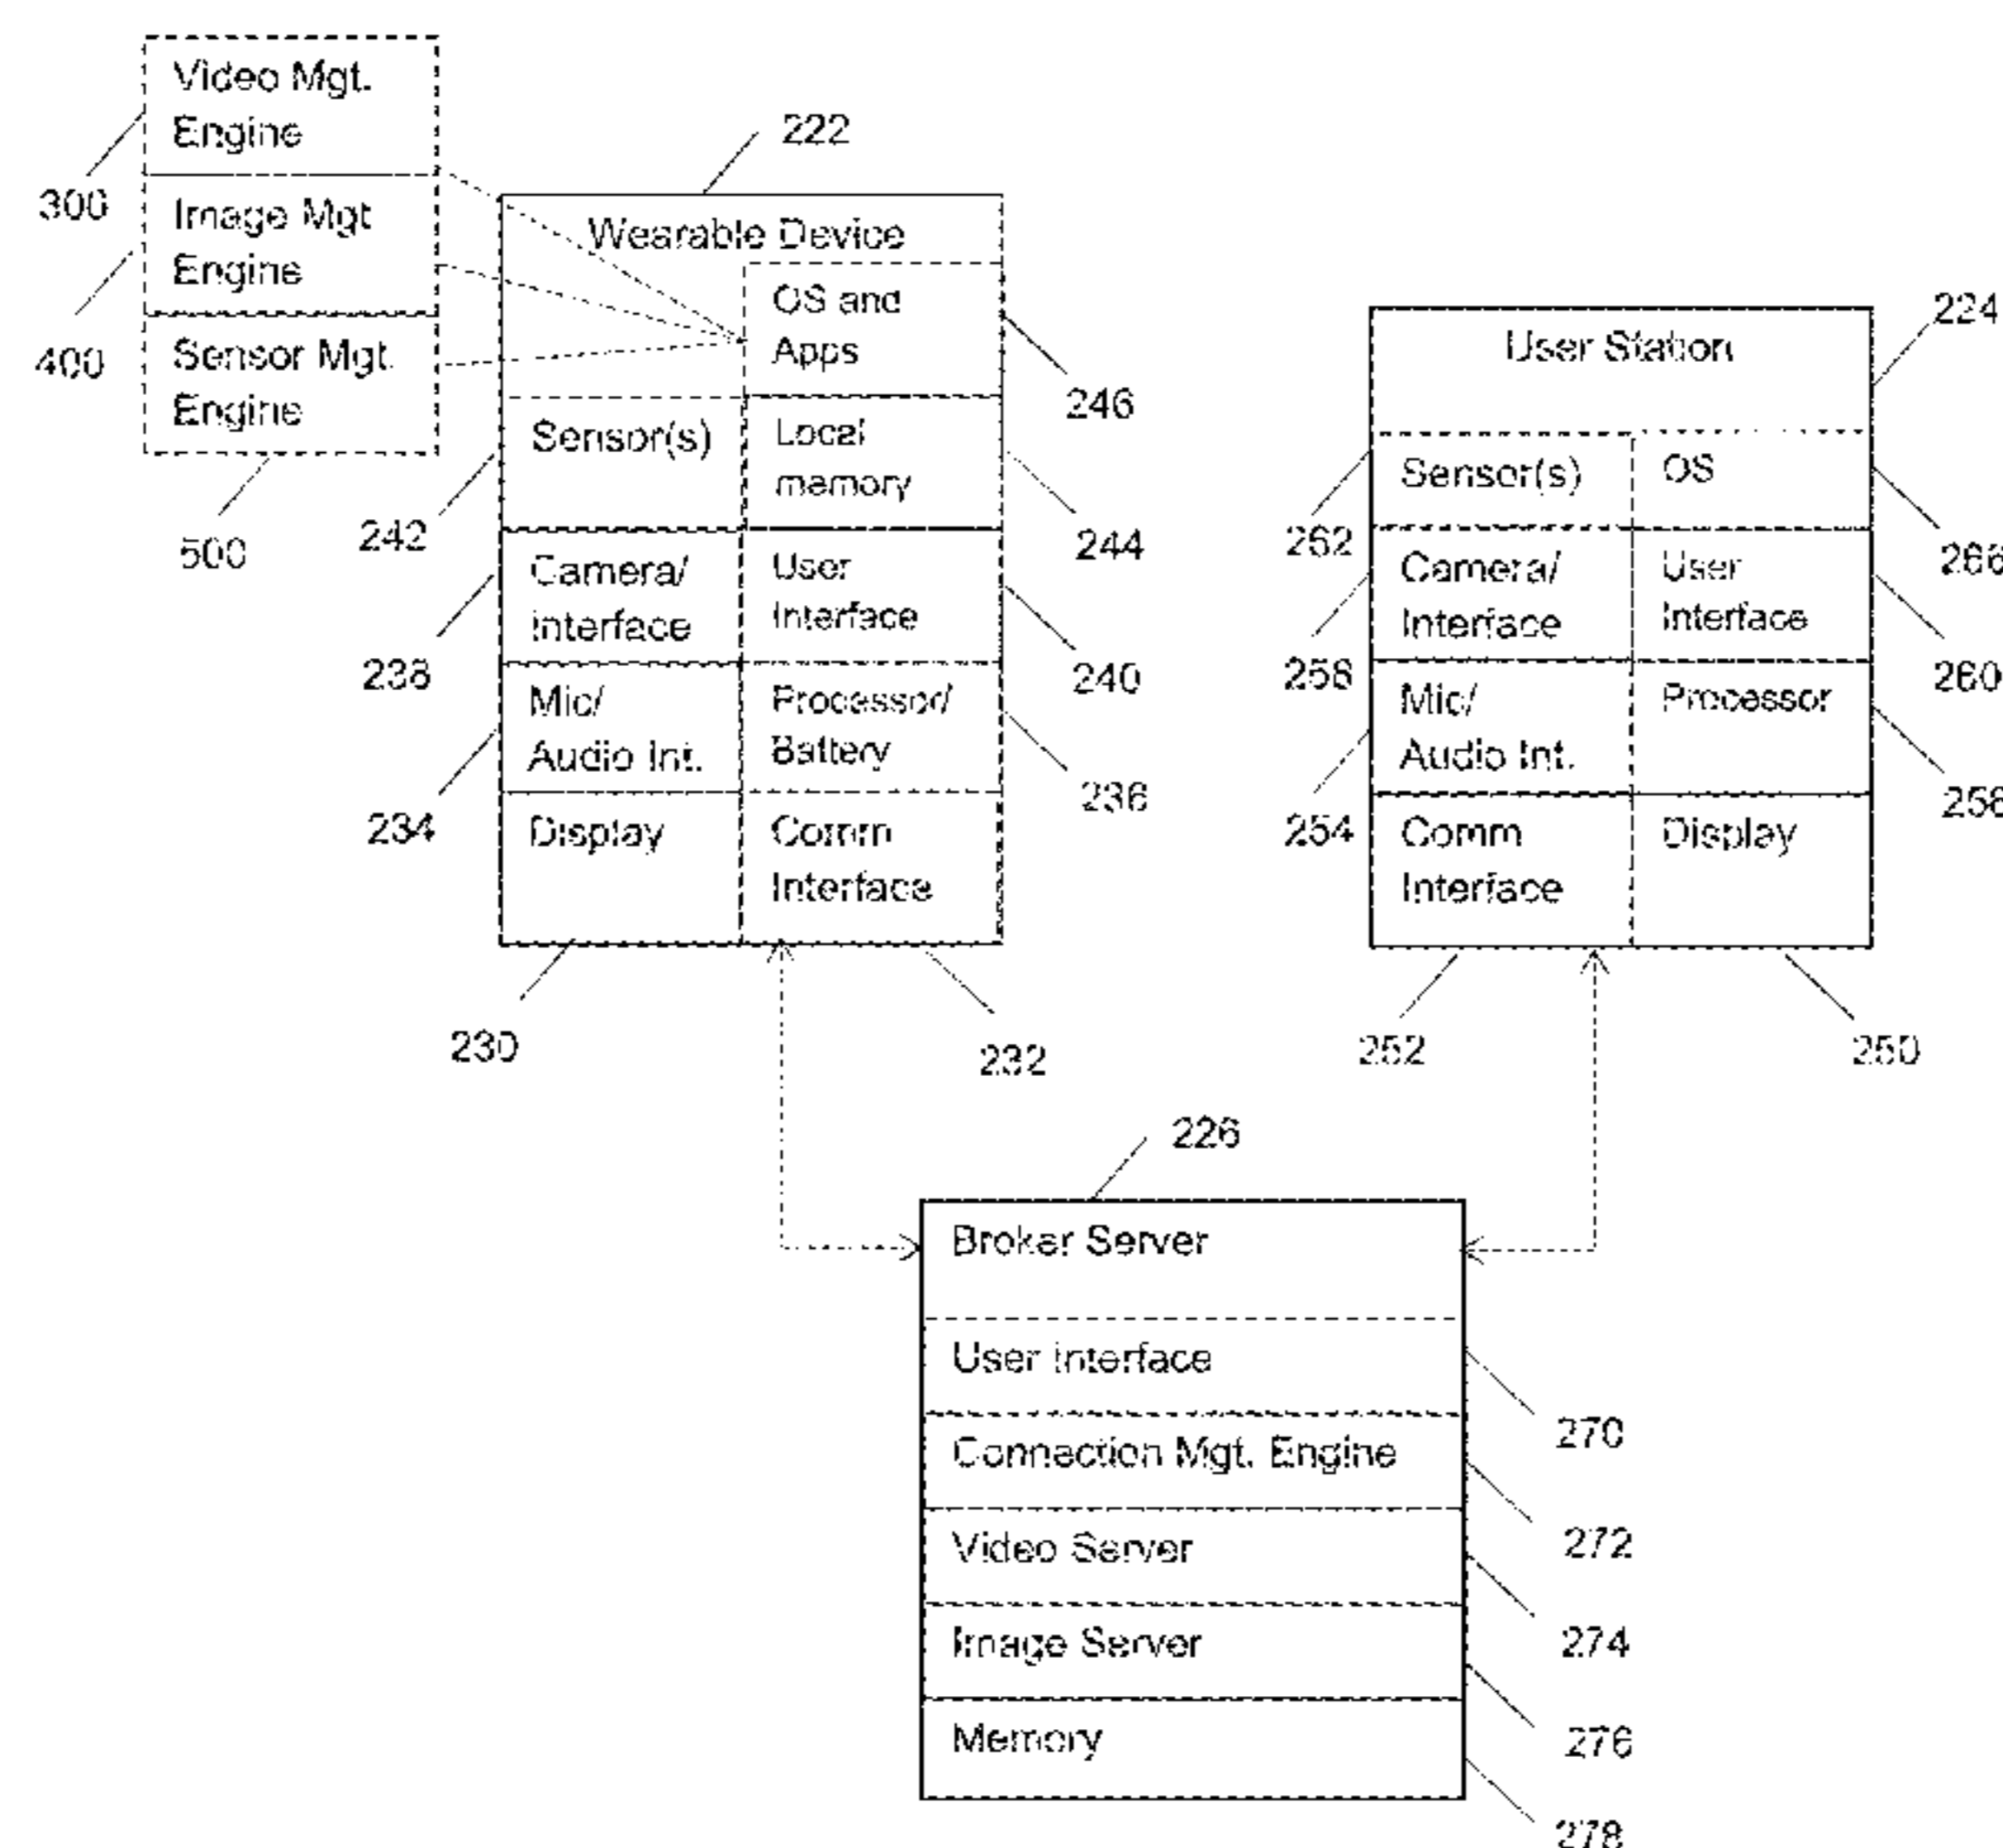 Video Mgt.
Engine
300
Image Mgt
Engine
400
Sensor Mgt.
Engine
500
222
Wearable Device
OS and
Apps
246
Sensor(s)
242
Local
memory
244
Camera/
interface
238
User
Interface
240
Mic/
Audio Int.
234
Processor/
Battery
236
Display
230
Comm
Interface
232
224
User Station
Sensor(s)
262
OS
266
Camera/
Interface
258
User
Interface
260
Mic/
Audio Int.
254
Processor
256
Comm
Interface
252
Display
250
226
Broker Server
User Interface
270
Connection Mgt. Engine
272
Video Server
274
Image Server
276
Memory
278